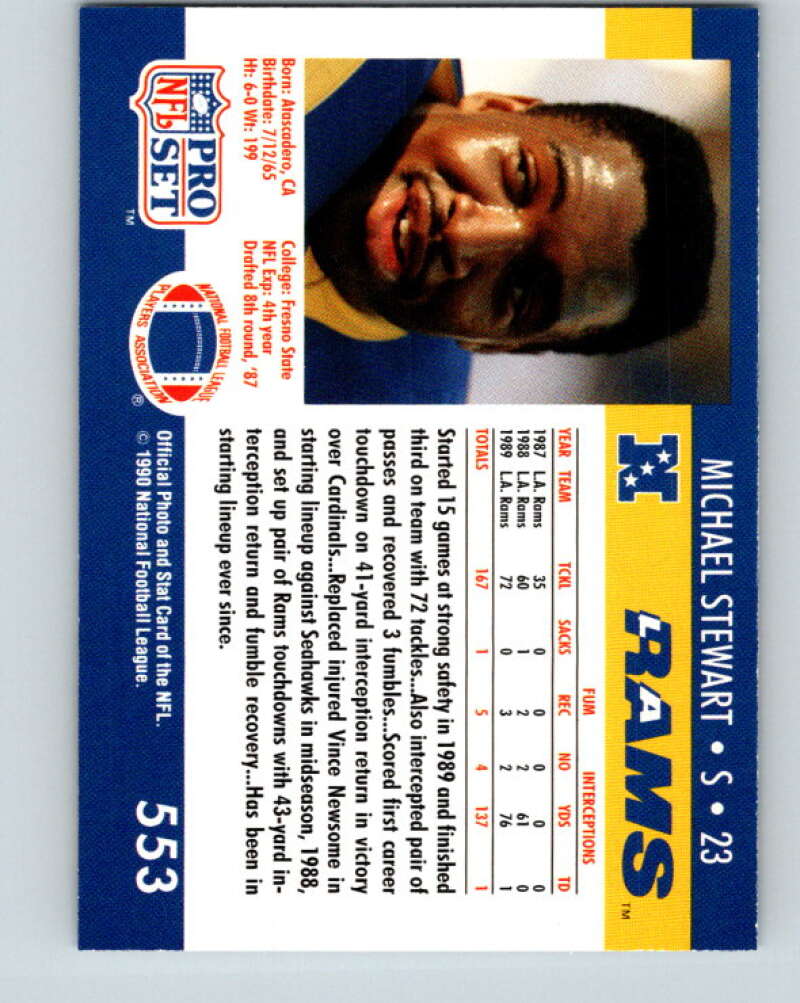 MICHAEL STEWART • S • 23
N RAMS™
Born: Atascadero, CA
Birthdate: 7/12/65
Ht: 6-0 Wt: 199
College: Fresno State
NFL Exp: 4th year
Drafted 8th round, '87
FUM INTERCEPTIONS
YEAR TEAM TCKL SACKS REC NO YDS TD
1987 L.A. Rams 35 0 0 0 0 0
1988 L.A. Rams 60 1 2 2 61 0
1989 L.A. Rams 72 0 3 2 76 1
TOTALS 167 1 5 4 137 1
Started 15 games at strong safety in 1989 and finished
third on team with 72 tackles...Also intercepted pair of
passes and recovered 3 fumbles...Scored first career
touchdown on 41-yard interception return in victory
over Cardinals...Replaced injured Vince Newsome in
starting lineup against Seahawks in midseason, 1988,
and set up pair of Rams touchdowns with 43-yard in-
terception return and fumble recovery...Has been in
starting lineup ever since.
NFL PRO SET™
NATIONAL FOOTBALL LEAGUE
PLAYERS ASSOCIATION®
Official Photo and Stat Card of the NFL.
© 1990 National Football League.
553